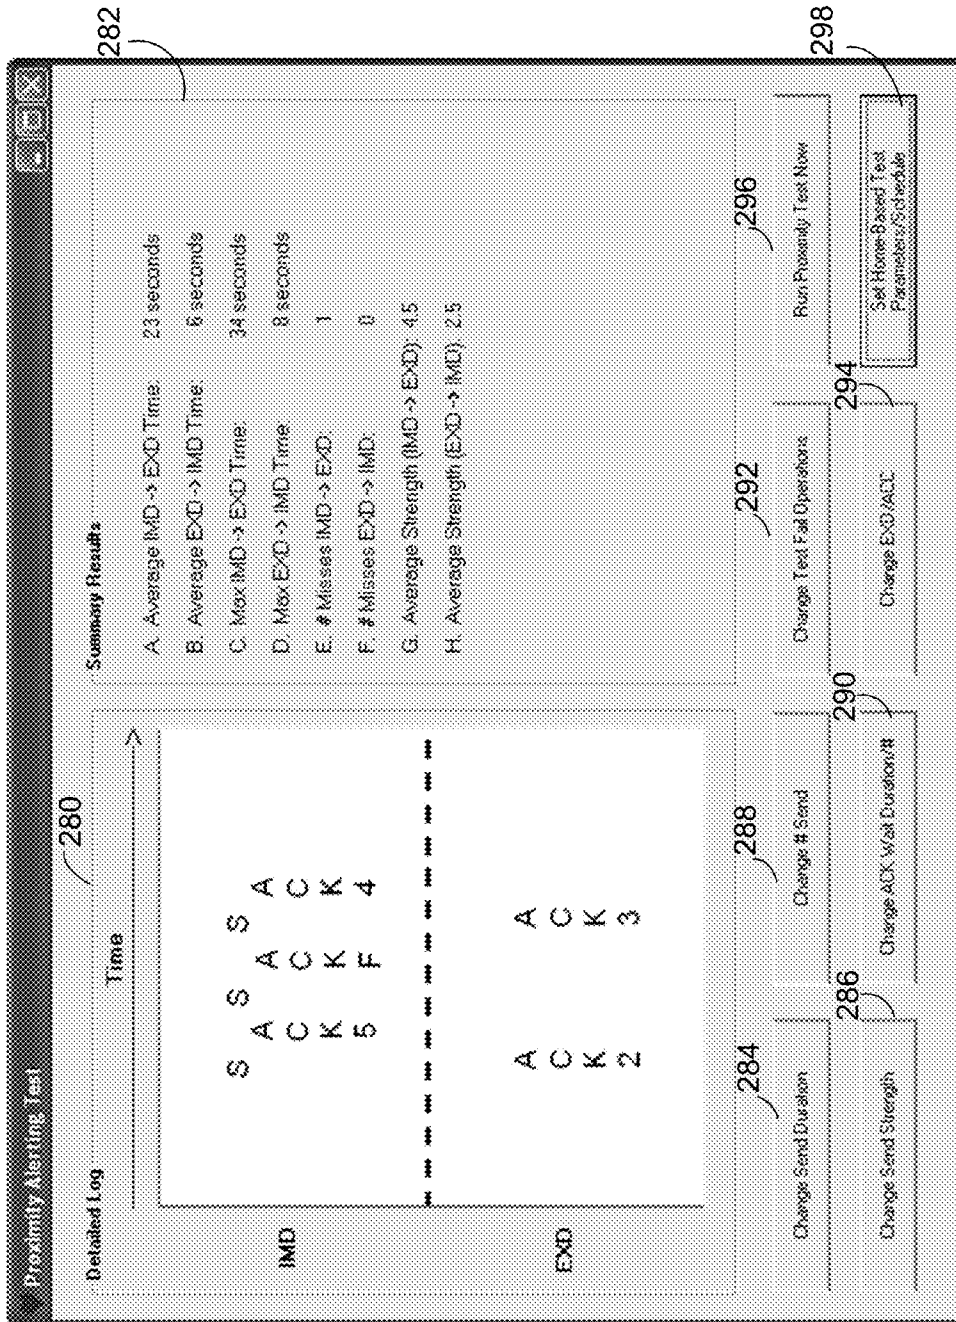 Proximity Alerting Test
280
282
Detailed Log
Time
IMD
S
A
C
K
5
S
A
C
K
F
S
A
C
K
4
EXD
A
C
K
2
A
C
K
3
Summary Results
A. Average IMD -> EXD Time: 23 seconds
B. Average EXD -> IMD Time: 6 seconds
C. Max IMD -> EXD Time: 34 seconds
D. Max EXD -> IMD Time: 8 seconds
E. # Misses IMD -> EXD: 1
F. # Misses EXD -> IMD: 0
G. Average Strength (IMD -> EXD): 4.5
H. Average Strength (EXD -> IMD): 2.5
284
288
292
296
Change Send Duration
Change # Send
Change Test Fail Operations
Run Proximity Test Now
286
290
294
298
Change Send Strength
Change ACK Wait Duration/#
Change EXD/ACC
Set Home-Based Test
Parameters/Schedule